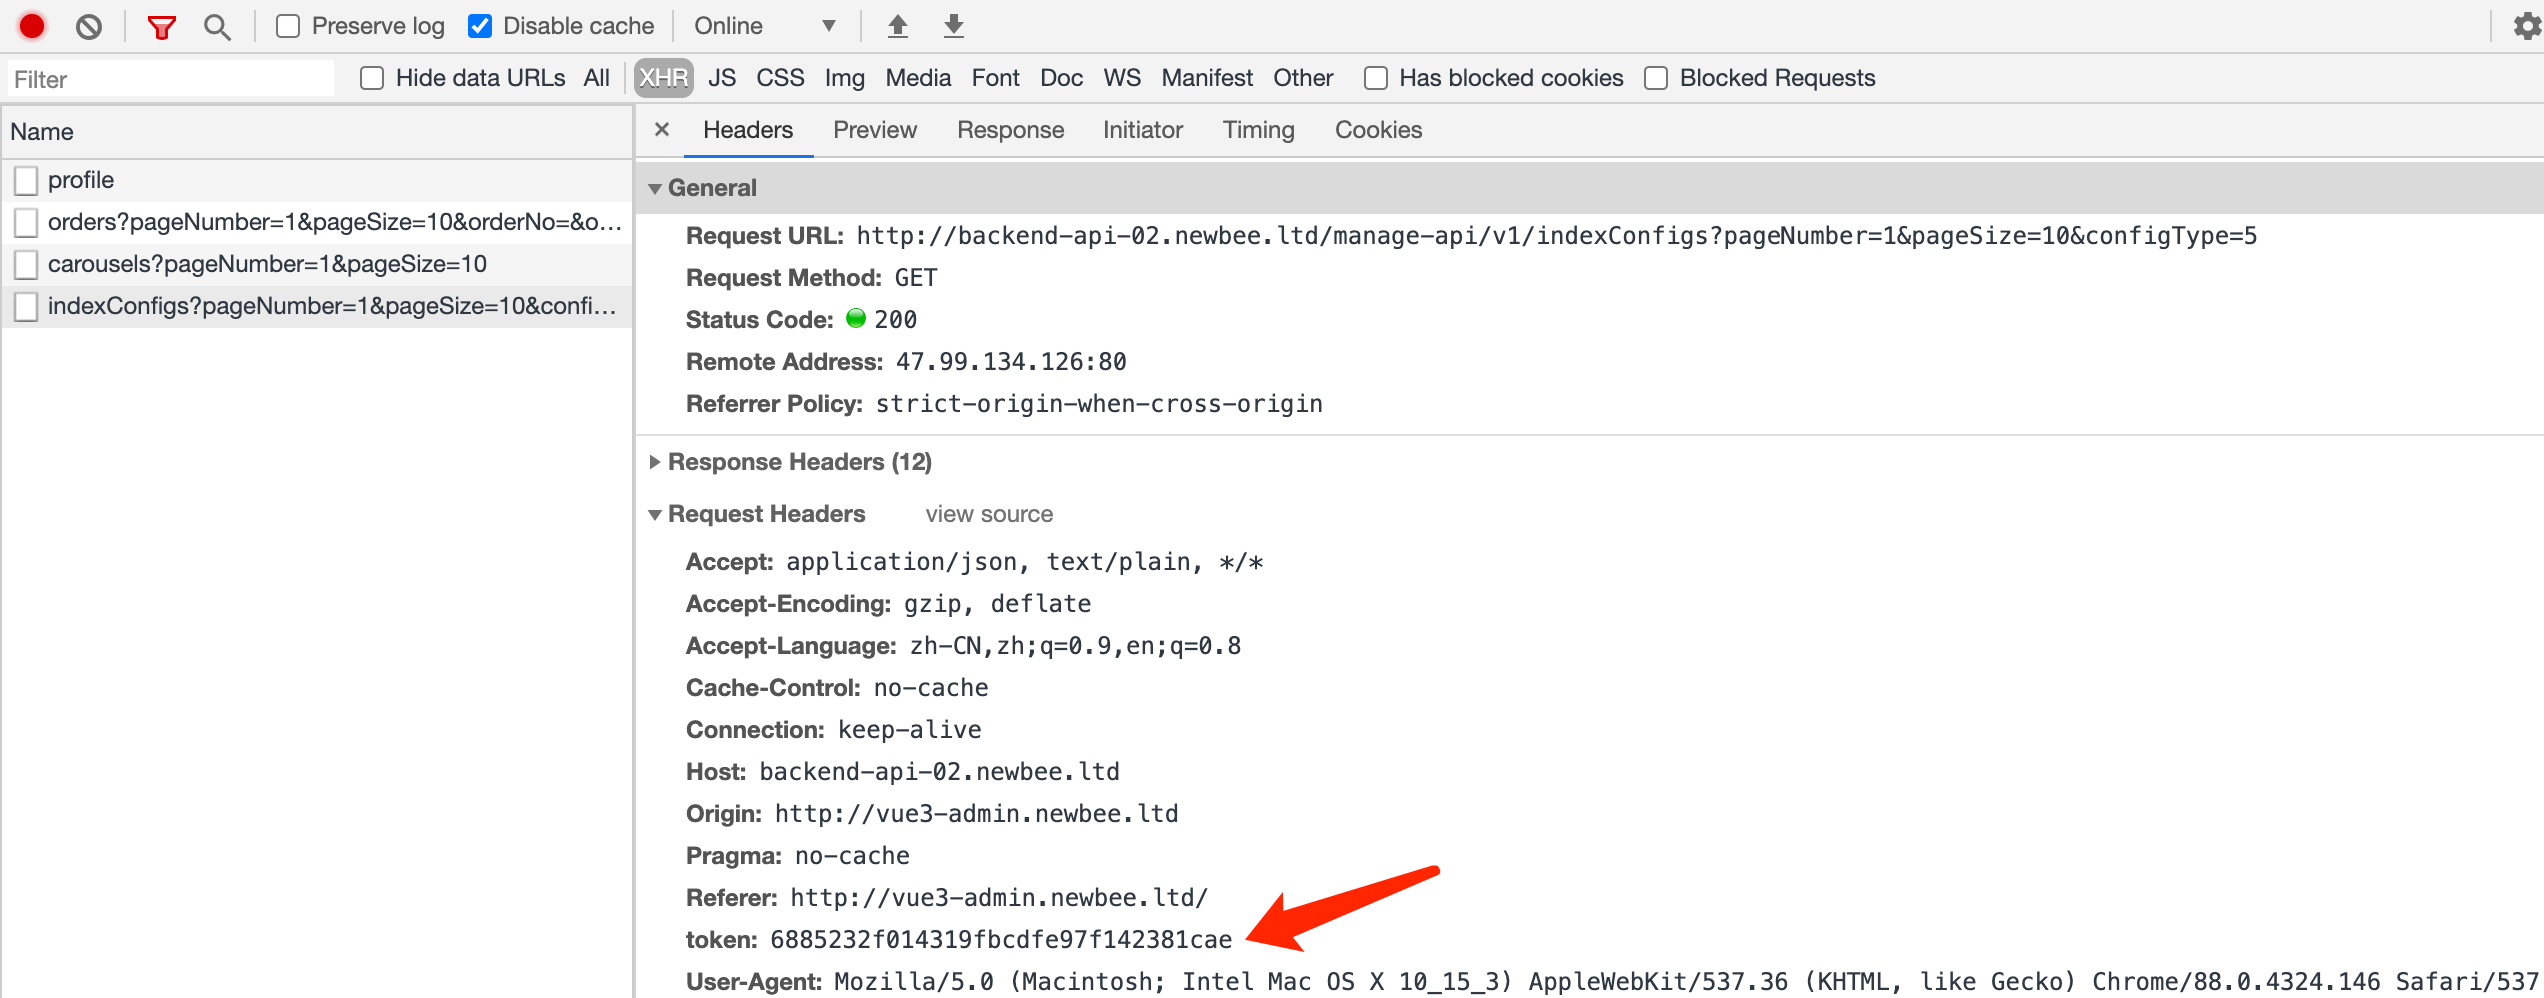 Preserve log Disable cache Online
Filter Hide data URLs All XHR JS CSS Img Media Font Doc WS Manifest Other Has blocked cookies Blocked Requests
Name
Headers Preview Response Initiator Timing Cookies
profile
orders?pageNumber=1&pageSize=10&orderNo=&o...
carousels?pageNumber=1&pageSize=10
indexConfigs?pageNumber=1&pageSize=10&confi...
General
Request URL: http://backend-api-02.newbee.ltd/manage-api/v1/indexConfigs?pageNumber=1&pageSize=10&configType=5
Request Method: GET
Status Code: 200
Remote Address: 47.99.134.126:80
Referrer Policy: strict-origin-when-cross-origin
Response Headers (12)
Request Headers view source
Accept: application/json, text/plain, */*
Accept-Encoding: gzip, deflate
Accept-Language: zh-CN,zh;q=0.9,en;q=0.8
Cache-Control: no-cache
Connection: keep-alive
Host: backend-api-02.newbee.ltd
Origin: http://vue3-admin.newbee.ltd
Pragma: no-cache
Referer: http://vue3-admin.newbee.ltd/
token: 6885232f014319fbcdfe97f142381cae
User-Agent: Mozilla/5.0 (Macintosh; Intel Mac OS X 10_15_3) AppleWebKit/537.36 (KHTML, like Gecko) Chrome/88.0.4324.146 Safari/537